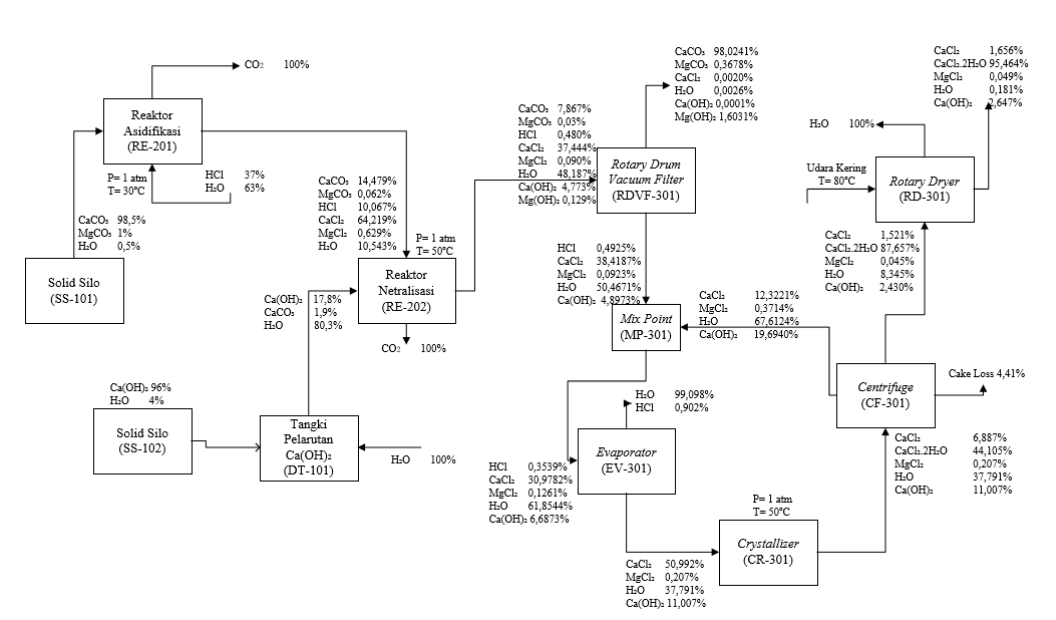 CO₂ 100%
Reaktor
Asidifikasi
(RE-201)
P= 1 atm
T= 30°C
HCl 37%
H₂O 63%
CaCO₃ 98,5%
MgCO₃ 1%
H₂O 0,5%
Solid Silo
(SS-101)
CaCO₃ 14,479%
MgCO₃ 0,062%
HCl 10,067%
CaCl₂ 64,219%
MgCl₂ 0,629%
H₂O 10,543%
P= 1 atm
T= 50°C
Reaktor
Netralisasi
(RE-202)
CO₂ 100%
Ca(OH)₂ 17,8%
CaCO₃ 1,9%
H₂O 80,3%
Ca(OH)₂ 96%
H₂O 4%
Solid Silo
(SS-102)
Tangki
Pelarutan
Ca(OH)₂
(DT-101)
H₂O 100%
CaCO₃ 7,867%
MgCO₃ 0,03%
HCl 0,480%
CaCl₂ 37,444%
MgCl₂ 0,090%
H₂O 48,187%
Ca(OH)₂ 4,773%
Mg(OH)₂ 0,129%
CaCO₃ 98,0241%
MgCO₃ 0,3678%
CaCl₂ 0,0020%
H₂O 0,0026%
Ca(OH)₂ 0,0001%
Mg(OH)₂ 1,6031%
Rotary Drum
Vacuum Filter
(RDVF-301)
HCl 0,4925%
CaCl₂ 38,4187%
MgCl₂ 0,0923%
H₂O 50,4671%
Ca(OH)₂ 4,8973%
Mix Point
(MP-301)
CaCl₂ 12,3221%
MgCl₂ 0,3714%
H₂O 67,6124%
Ca(OH)₂ 19,6940%
H₂O 99,098%
HCl 0,902%
Evaporator
(EV-301)
HCl 0,3539%
CaCl₂ 30,9782%
MgCl₂ 0,1261%
H₂O 61,8544%
Ca(OH)₂ 6,6873%
CaCl₂ 50,992%
MgCl₂ 0,207%
H₂O 37,791%
Ca(OH)₂ 11,007%
P= 1 atm
T= 50°C
Crystallizer
(CR-301)
CaCl₂ 6,887%
CaCl₂.2H₂O 44,105%
MgCl₂ 0,207%
H₂O 37,791%
Ca(OH)₂ 11,007%
Centrifuge
(CF-301)
Cake Loss 4,41%
CaCl₂ 1,521%
CaCl₂.2H₂O 87,657%
MgCl₂ 0,045%
H₂O 8,345%
Ca(OH)₂ 2,430%
Udara Kering
T= 80°C
Rotary Dryer
(RD-301)
H₂O 100%
CaCl₂ 1,656%
CaCl₂.2H₂O 95,464%
MgCl₂ 0,049%
H₂O 0,181%
Ca(OH)₂ 2,647%